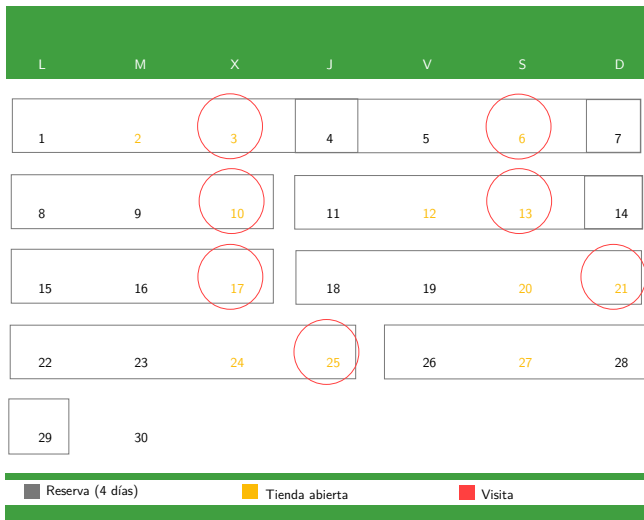 L M X J V S D
1 2 3 4 5 6 7
8 9 10 11 12 13 14
15 16 17 18 19 20 21
22 23 24 25 26 27 28
29 30
Reserva (4 días) Tienda abierta Visita